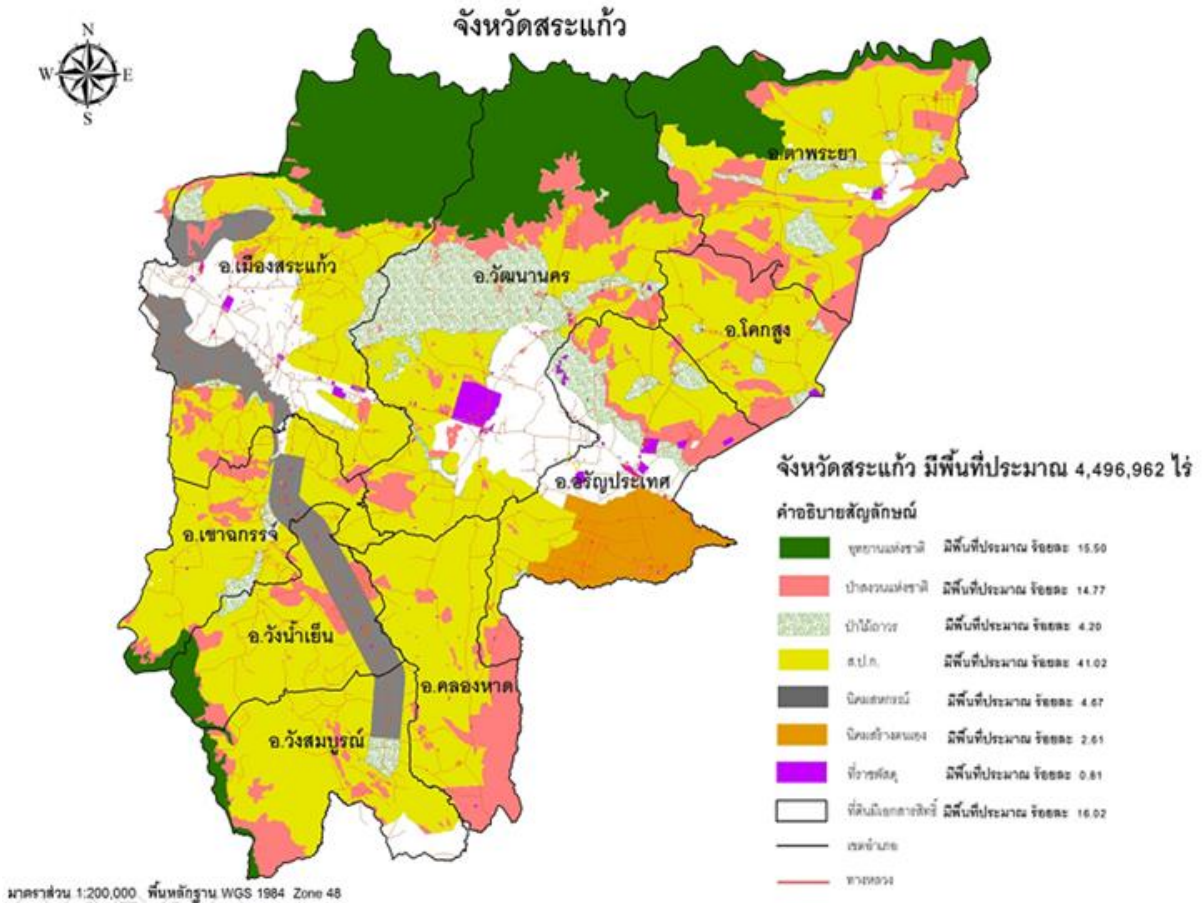 จังหวัดสระแก้ว
N
W E
S
อ.ตาพระยา
อ.เมืองสระแก้ว
อ.วัฒนานคร
อ.โคกสูง
อ.อรัญประเทศ
อ.เขาฉกรรจ์
อ.วังน้ำเย็น
อ.คลองหาด
อ.วังสมบูรณ์
จังหวัดสระแก้ว มีพื้นที่ประมาณ 4,496,962 ไร่
คำอธิบายสัญลักษณ์
อุทยานแห่งชาติ มีพื้นที่ประมาณ ร้อยละ 15.50
ป่าสงวนแห่งชาติ มีพื้นที่ประมาณ ร้อยละ 14.77
ป่าไม้ถาวร มีพื้นที่ประมาณ ร้อยละ 4.20
ส.ป.ก. มีพื้นที่ประมาณ ร้อยละ 41.02
นิคมสหกรณ์ มีพื้นที่ประมาณ ร้อยละ 4.67
นิคมสร้างตนเอง มีพื้นที่ประมาณ ร้อยละ 2.61
ที่ราชพัสดุ มีพื้นที่ประมาณ ร้อยละ 0.81
ที่ดินมีเอกสารสิทธิ์ มีพื้นที่ประมาณ ร้อยละ 16.02
เขตอำเภอ
ทางหลวง
มาตราส่วน 1:200,000 พื้นหลักฐาน WGS 1984 Zone 48